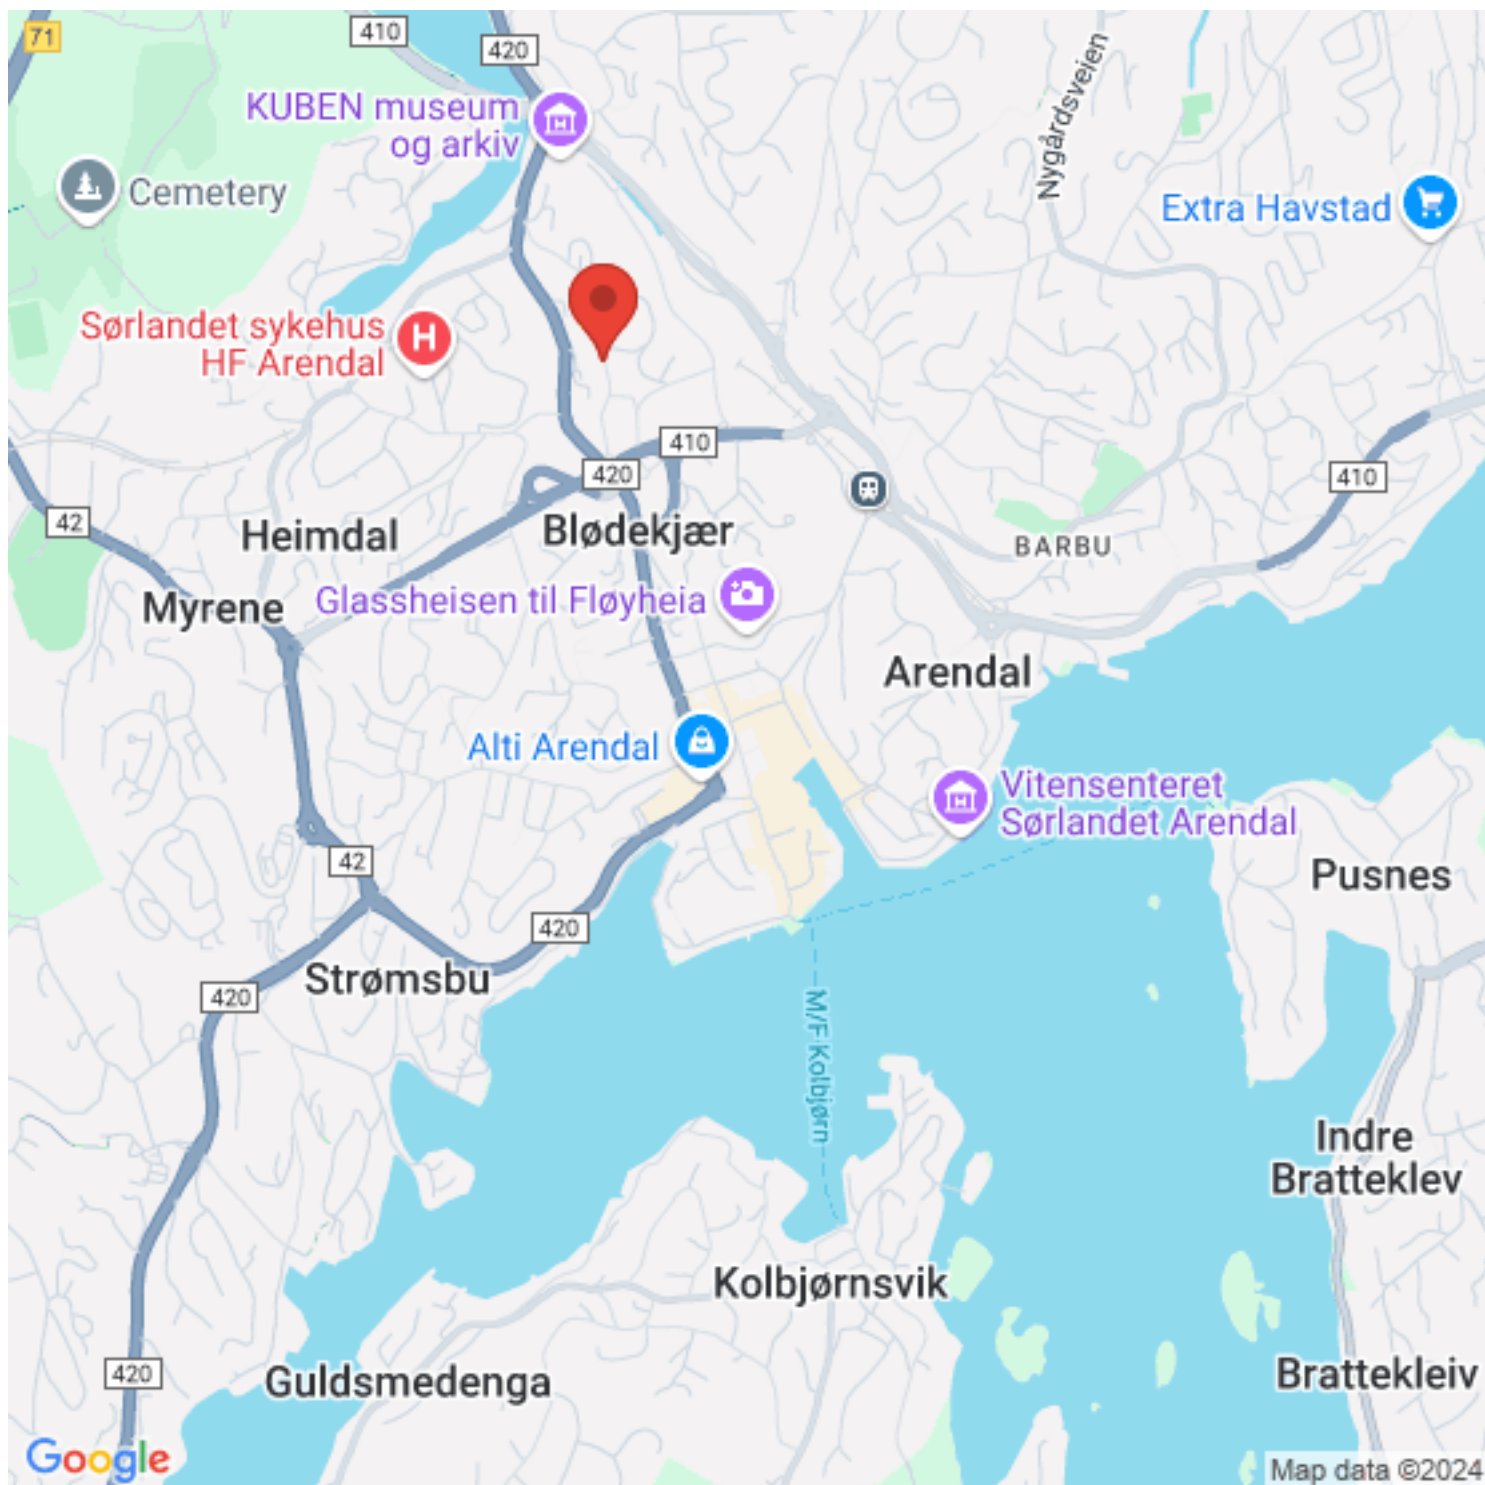 71
410
420
KUBEN museum
og arkiv
Nygårdsveien
Cemetery
Extra Havstad
Sørlandet sykehus
HF Arendal
H
410
420
410
42
Heimdal
Blødekjær
BARBU
Myrene
Glassheisen til Fløyheia
Arendal
Alti Arendal
Vitensenteret
Sørlandet Arendal
42
Pusnes
420
Strømsbu
420
M/F Kolbjørn
Indre
Bratteklev
Kolbjørnsvik
420
Guldsmedenga
Brattekleiv
Google
Map data ©2024